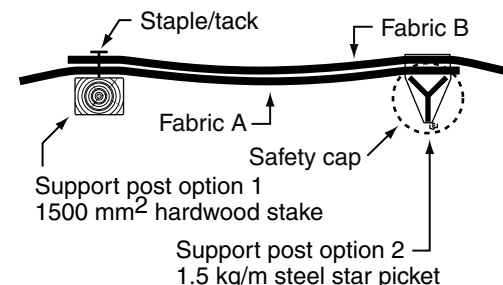 Staple/tack
Fabric B
Fabric A
Safety cap
Support post option 1
1500 mm² hardwood stake
Support post option 2
1.5 kg/m steel star picket